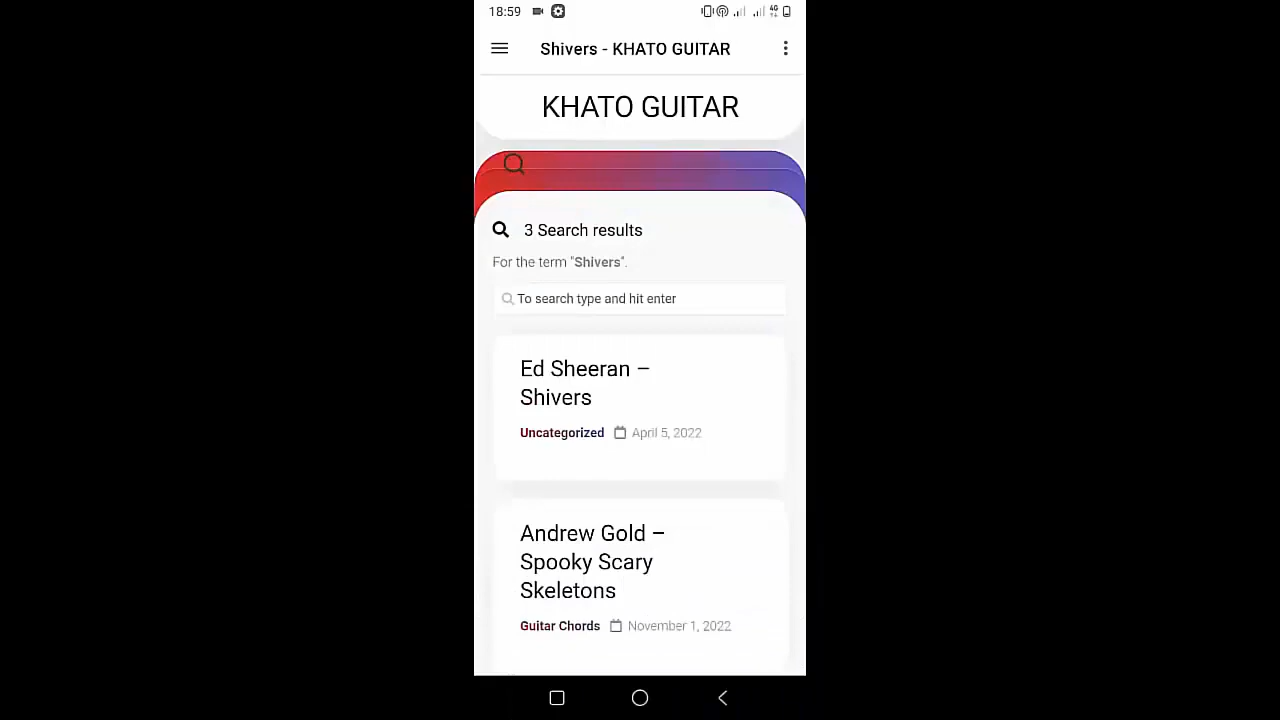 18:59
4G
Shivers - KHATO GUITAR
KHATO GUITAR
3 Search results
For the term "Shivers".
To search type and hit enter
Ed Sheeran –
Shivers
Uncategorized April 5, 2022
Andrew Gold –
Spooky Scary
Skeletons
Guitar Chords November 1, 2022